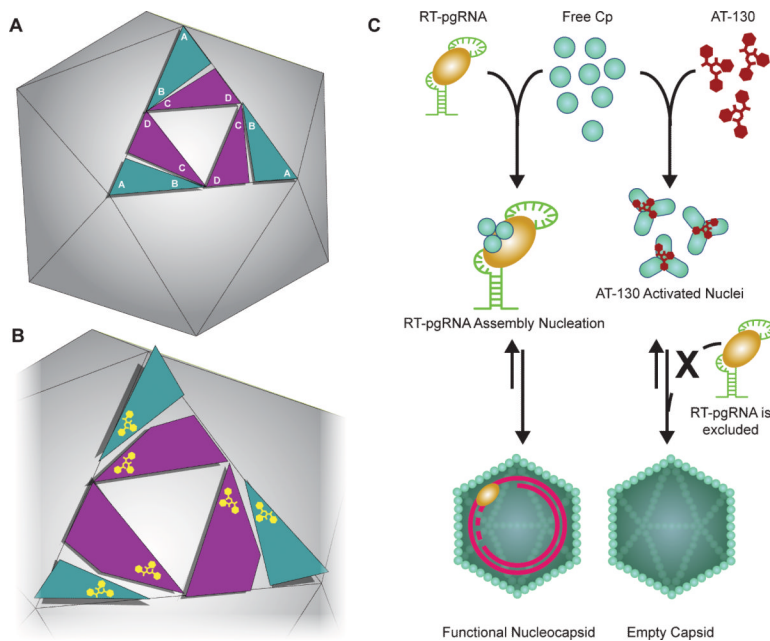 A
A
B
C
D
D
C
B
C
A
B
D
A
B
C
RT-pgRNA
Free Cp
AT-130
RT-pgRNA Assembly Nucleation
AT-130 Activated Nuclei
X
RT-pgRNA is
excluded
Functional Nucleocapsid
Empty Capsid